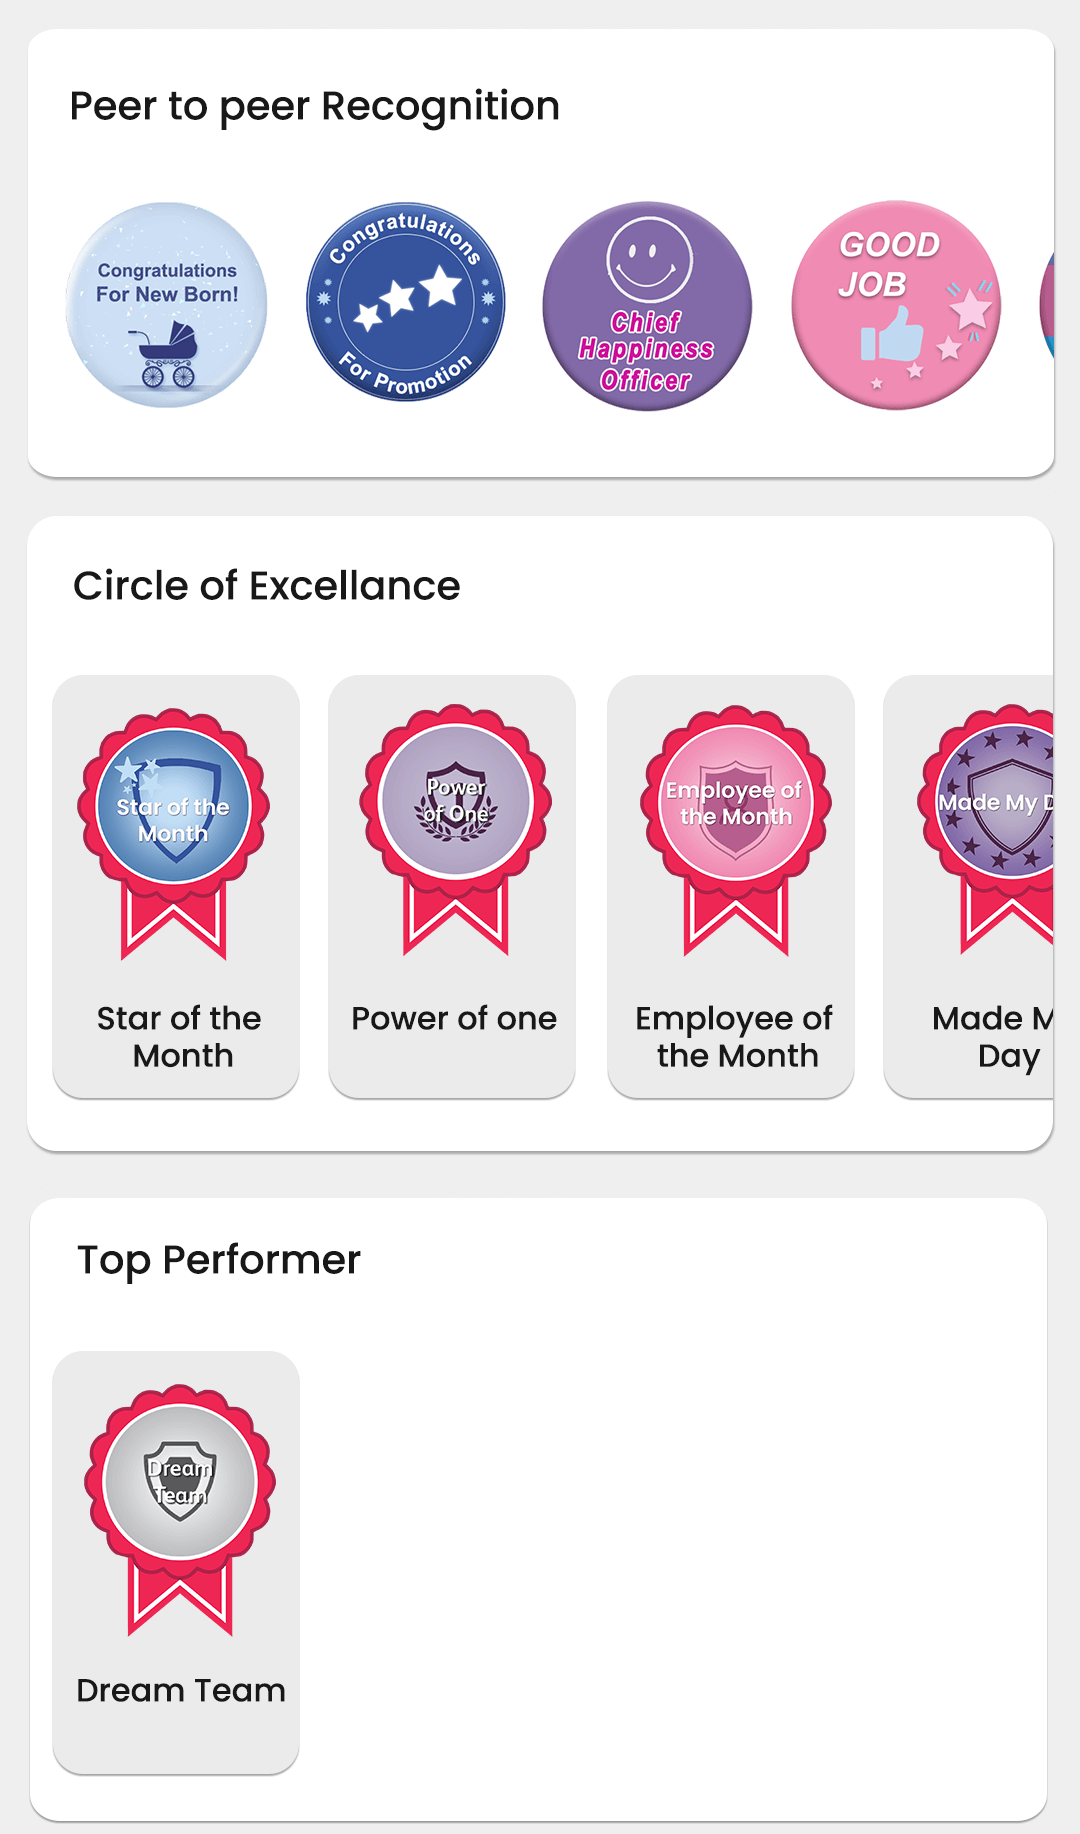 Peer to peer Recognition
Congratulations
For New Born!
Congratulations
For Promotion
Chief
Happiness
Officer
GOOD
JOB
Circle of Excellance
Star of the
Month
Power
of One
Employee of
the Month
Made My
Star of the
Month
Power of one
Employee of
the Month
Made
Day
Top Performer
Dream
Team
Dream Team